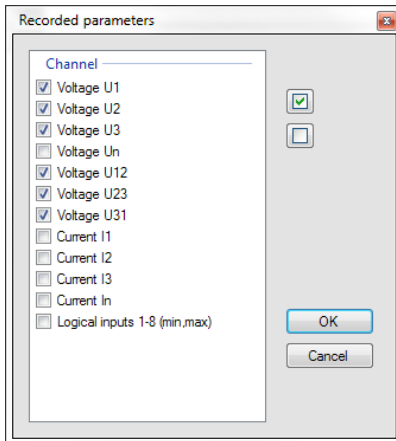 Recorded parameters
Channel
Voltage U1
Voltage U2
Voltage U3
Voltage Un
Voltage U12
Voltage U23
Voltage U31
Current I1
Current I2
Current I3
Current In
Logical inputs 1-8 (min,max)
OK
Cancel